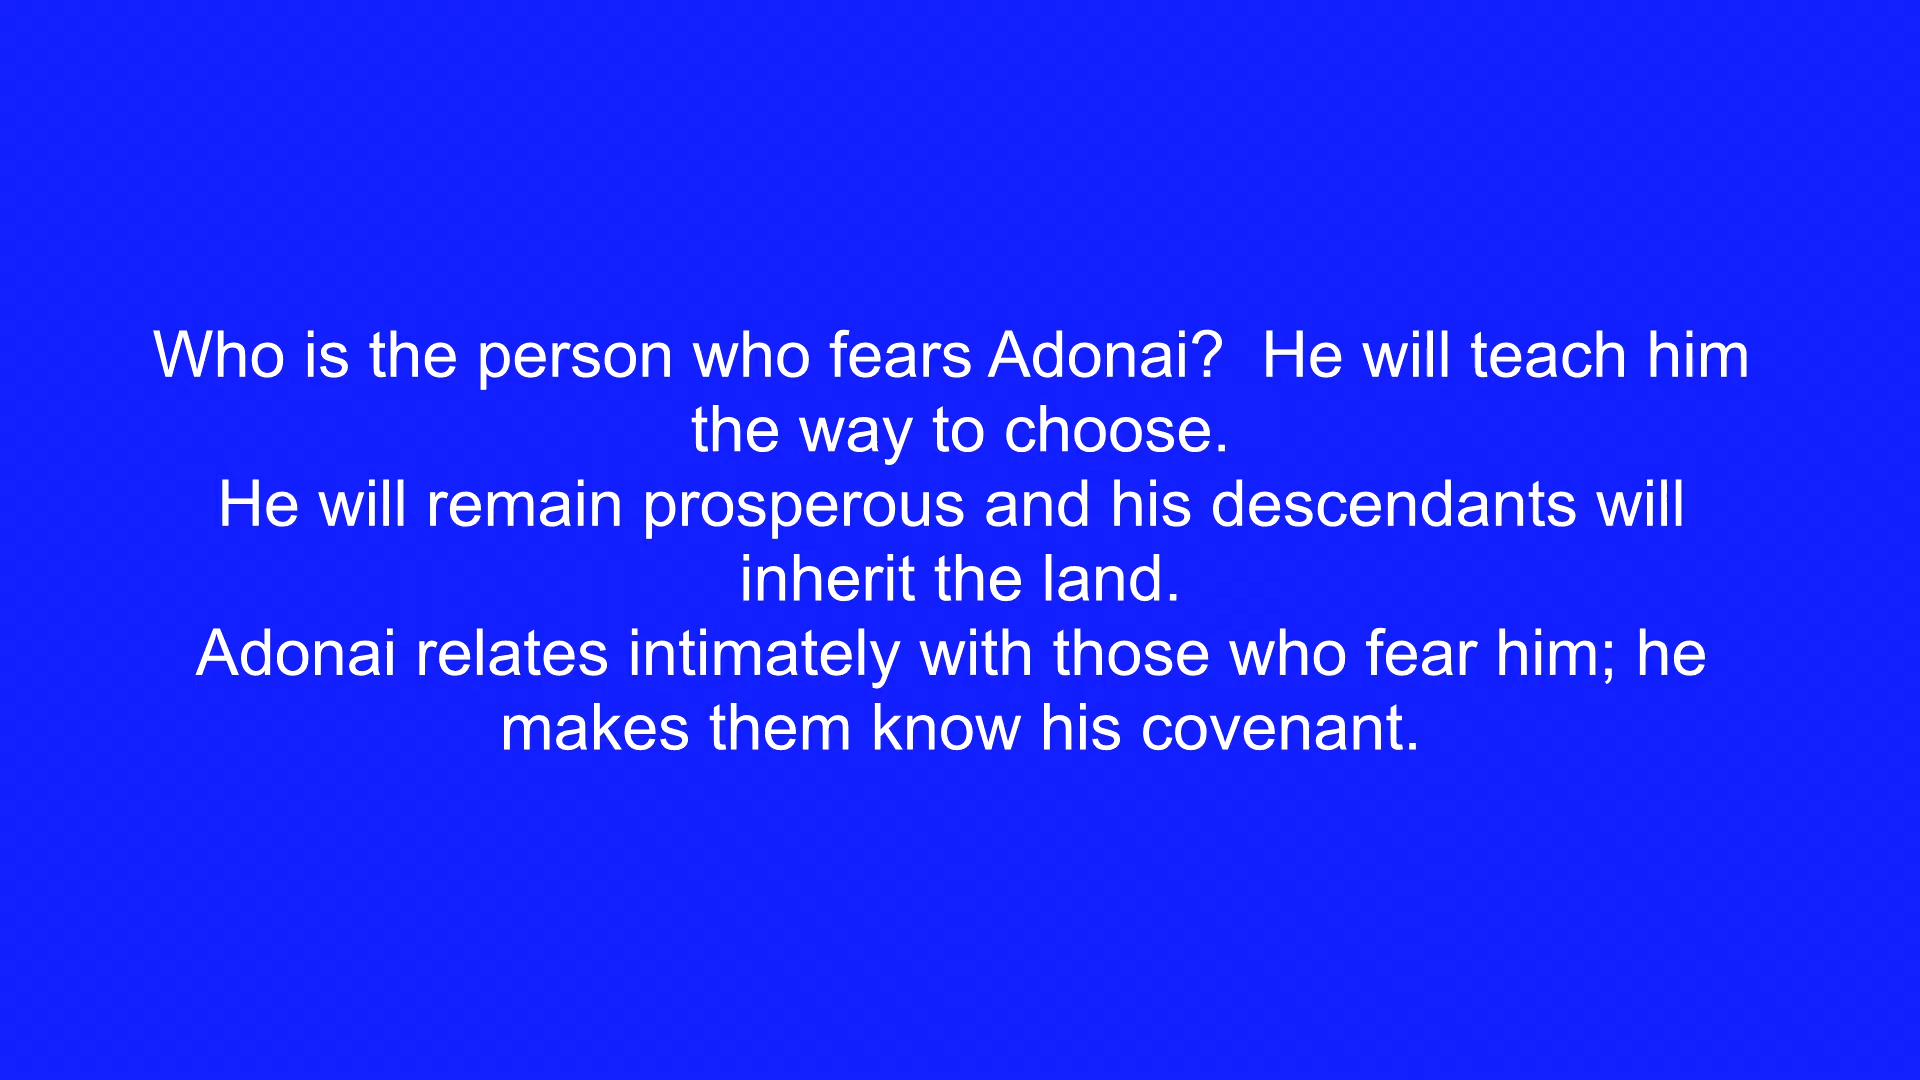 Who is the person who fears Adonai?  He will teach him
the way to choose.
He will remain prosperous and his descendants will
inherit the land.
Adonai relates intimately with those who fear him; he
makes them know his covenant.